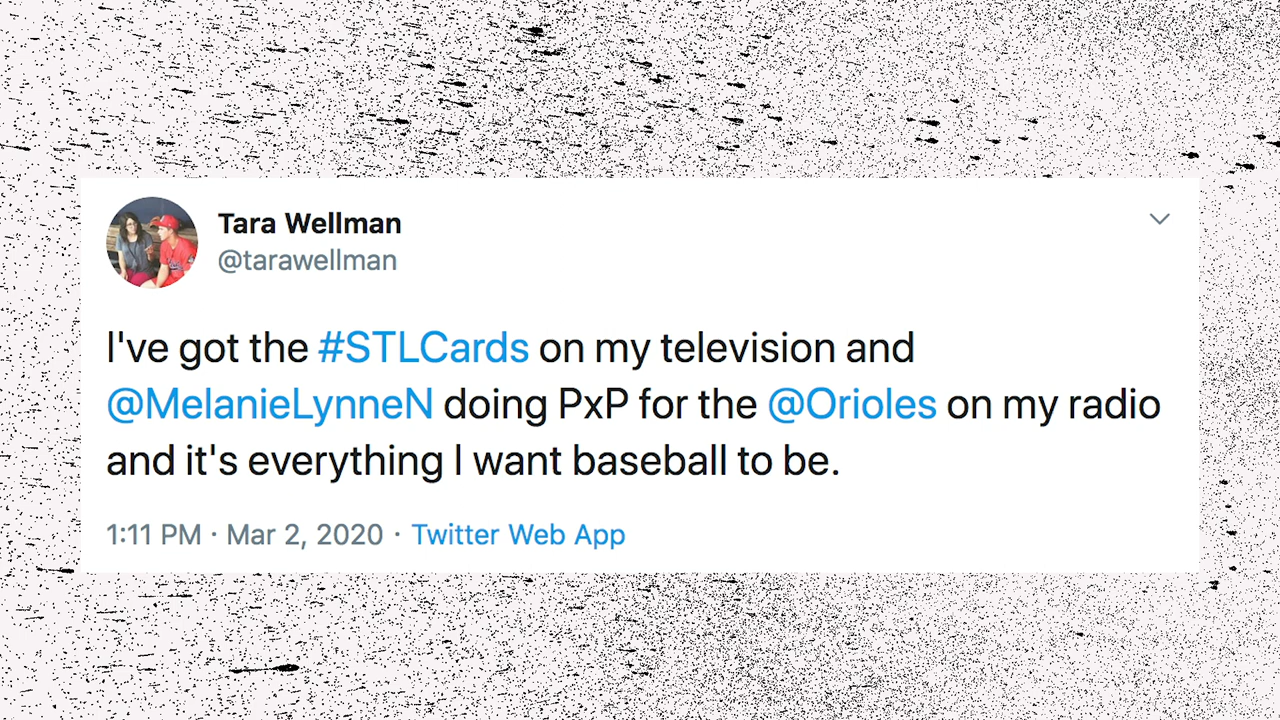 Tara Wellman
@tarawellman
I've got the #STLCards on my television and
@MelanieLynneN doing PxP for the @Orioles on my radio
and it's everything I want baseball to be.
1:11 PM · Mar 2, 2020 · Twitter Web App